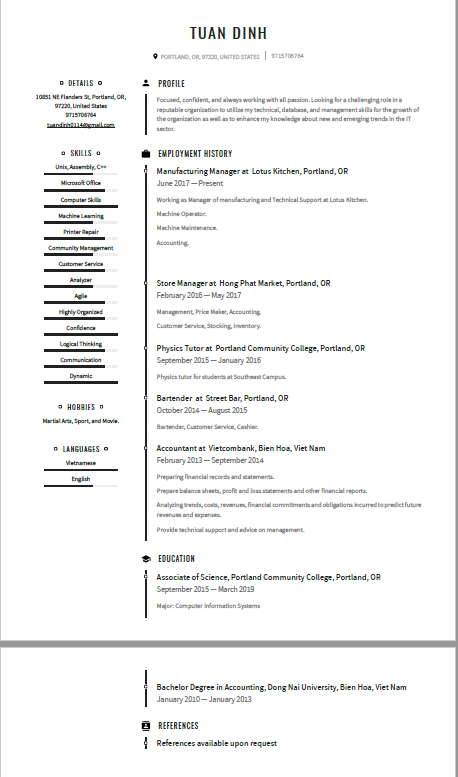 TUAN DINH
PORTLAND, OR, 97220, UNITED STATES | 9715706764
DETAILS
10851 NE Flanders St, Portland, OR,
97220, United States
9715706764
tuandinh0114@gmail.com
SKILLS
Unix, Assembly, C++
Microsoft Office
Computer Skills
Machine Learning
Printer Repair
Community Management
Customer Service
Analyzer
Agile
Highly Organized
Confidence
Logical Thinking
Communication
Dynamic
HOBBIES
Martial Arts, Sport, and Movie.
LANGUAGES
Vietnamese
English
PROFILE
Focused, confident, and always working with all passion. Looking for a challenging role in a
reputable organization to utilize my technical, database, and management skills for the growth of
the organization as well as to enhance my knowledge about new and emerging trends in the IT
sector.
EMPLOYMENT HISTORY
Manufacturing Manager at Lotus Kitchen, Portland, OR
June 2017 — Present
Working as Manager of manufacturing and Technical Support at Lotus Kitchen.
Machine Operator.
Machine Maintenance.
Accounting.
Store Manager at Hong Phat Market, Portland, OR
February 2016 — May 2017
Management, Price Maker, Accounting.
Customer Service, Stocking, Inventory.
Physics Tutor at Portland Community College, Portland, OR
September 2015 — January 2016
Physics tutor for students at Southeast Campus.
Bartender at Street Bar, Portland, OR
October 2014 — August 2015
Bartender, Customer Service, Cashier.
Accountant at Vietcombank, Bien Hoa, Viet Nam
February 2013 — September 2014
Preparing financial records and statements.
Prepare balance sheets, profit and loss statements and other financial reports.
Analyzing trends, costs, revenues, financial commitments and obligations incurred to predict future
revenues and expenses.
Provide technical support and advice on management.
EDUCATION
Associate of Science, Portland Community College, Portland, OR
September 2015 — March 2019
Major: Computer Information Systems
Bachelor Degree in Accounting, Dong Nai University, Bien Hoa, Viet Nam
January 2010 — January 2013
REFERENCES
References available upon request